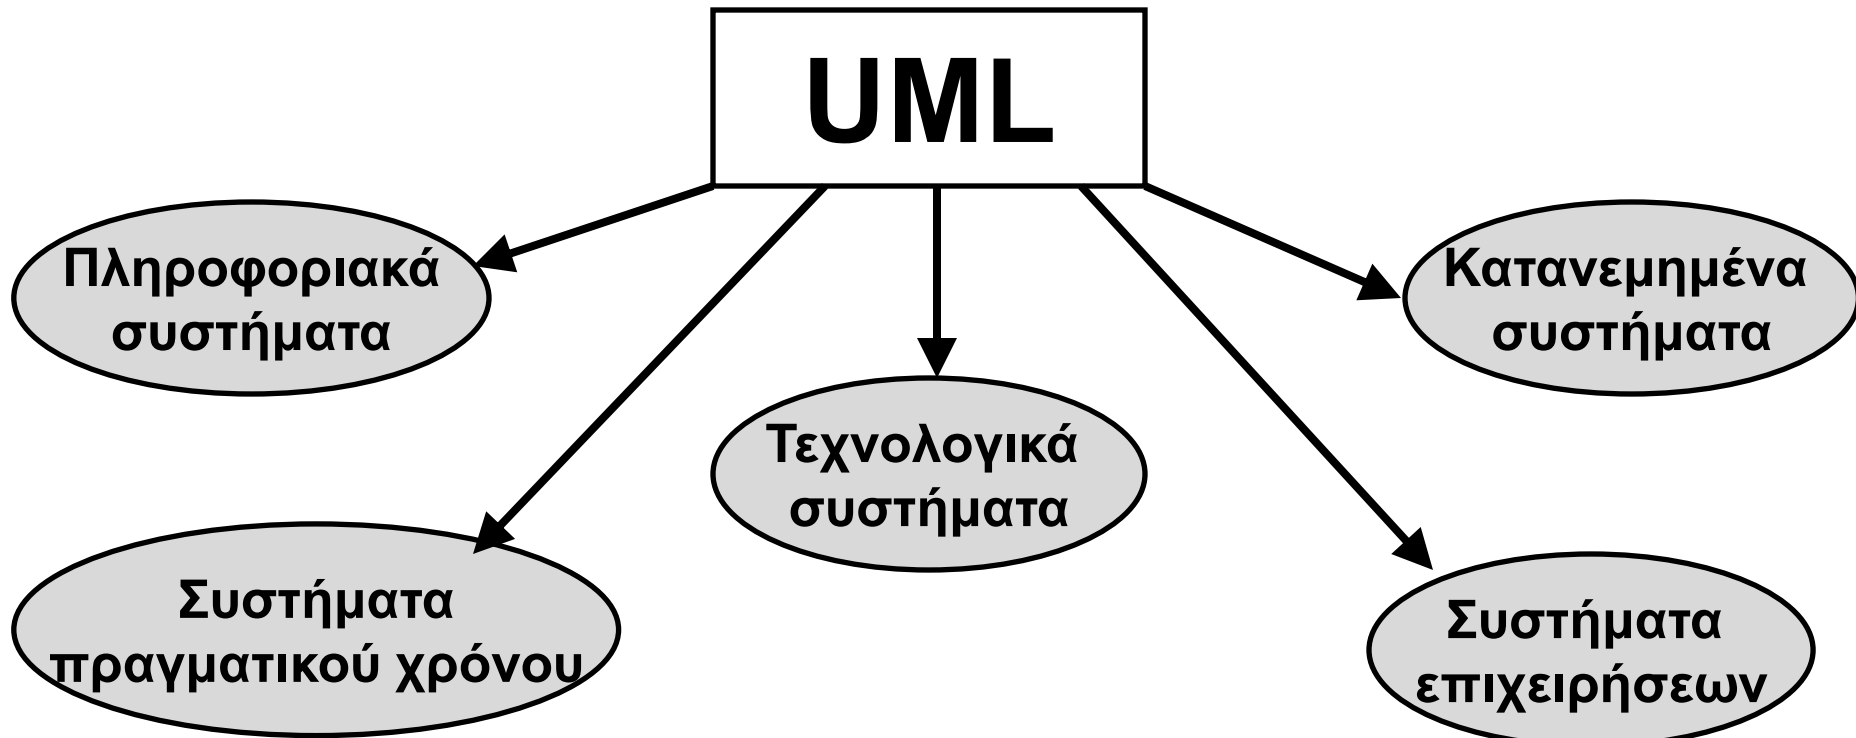 UML
Πληροφοριακά
συστήματα
Κατανεμημένα
συστήματα
Τεχνολογικά
συστήματα
Συστήματα
πραγματικού χρόνου
Συστήματα
επιχειρήσεων